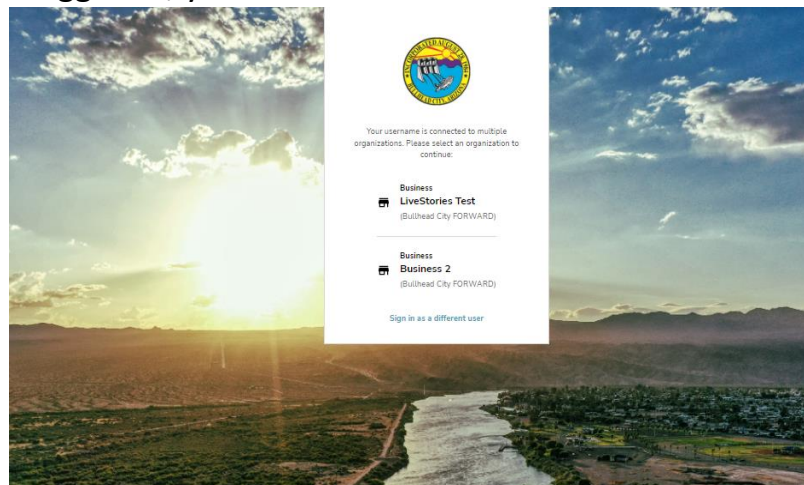 Your username is connected to multiple
organizations. Please select an organization to
continue:
Business
LiveStories Test
(Bullhead City FORWARD)
Business
Business 2
(Bullhead City FORWARD)
Sign in as a different user